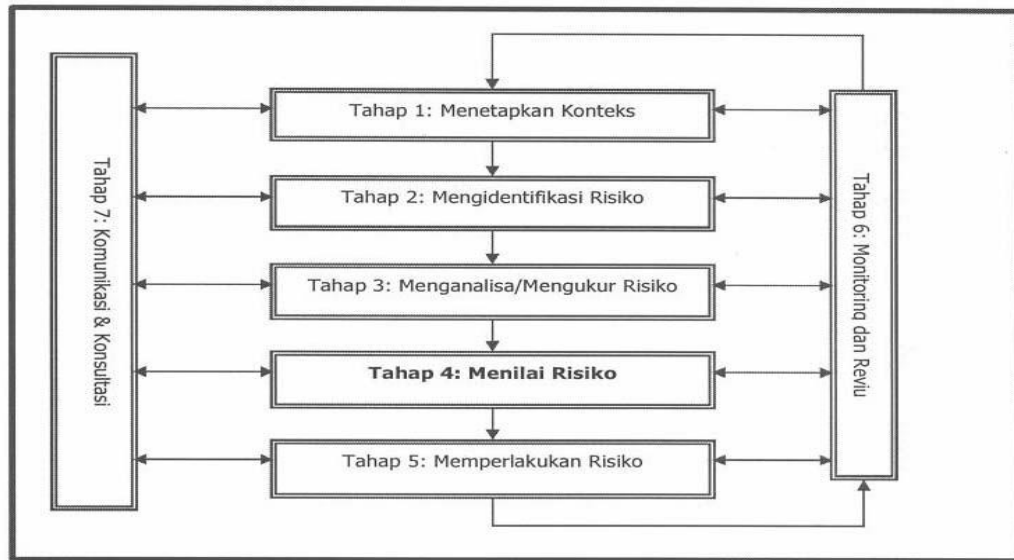 Tahap 1: Menetapkan Konteks
Tahap 2: Mengidentifikasi Risiko
Tahap 3: Menganalisa/Mengukur Risiko
Tahap 4: Menilai Risiko
Tahap 5: Memperlakukan Risiko
Tahap 7: Komunikasi & Konsultasi
Tahap 6: Monitoring dan Reviu